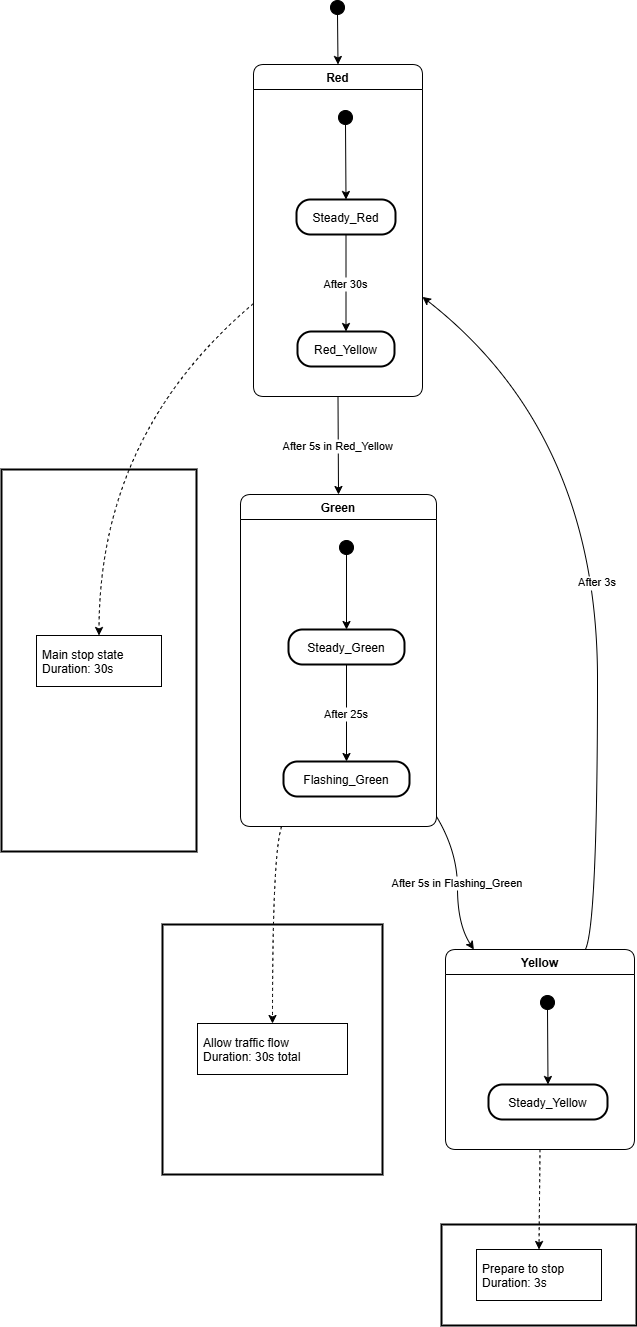 Red
Steady_Red
After 30s
Red_Yellow
After 5s in Red_Yellow
Green
Steady_Green
After 25s
Flashing_Green
After 3s
Main stop state
Duration: 30s
After 5s in Flashing_Green
Yellow
Steady_Yellow
Allow traffic flow
Duration: 30s total
Prepare to stop
Duration: 3s